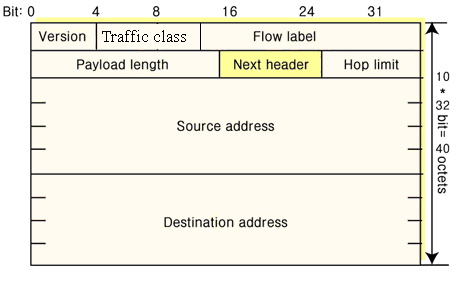 Bit: 0 4 8 16 24 31
Version Traffic class Flow label
Payload length Next header Hop limit
Source address
Destination address
10
*
32
bit=
40
octets